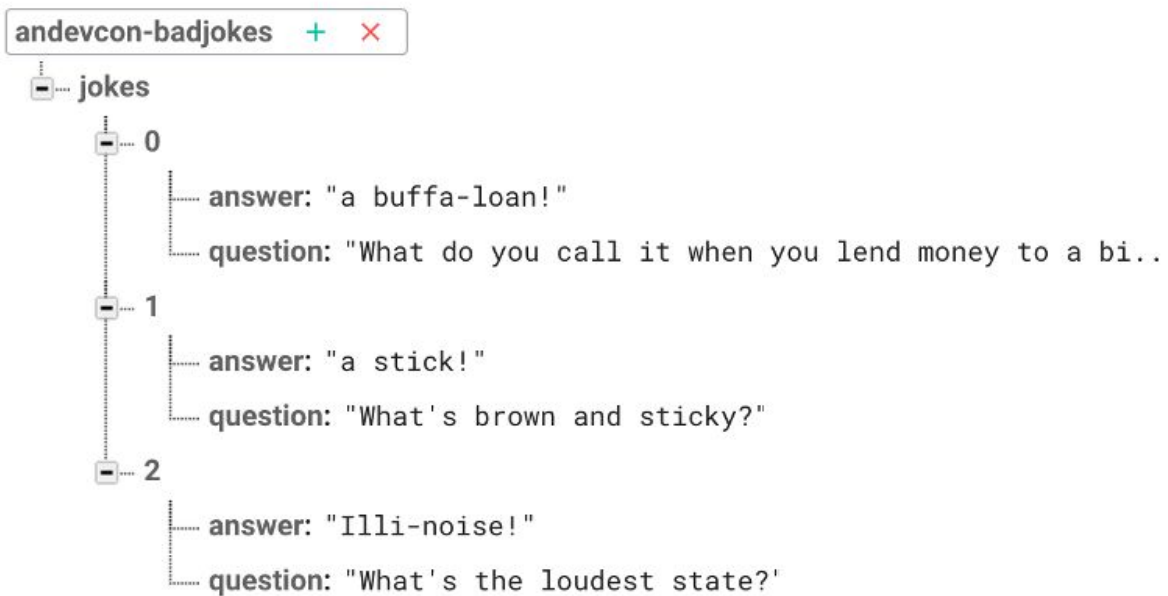 andevcon-badjokes + ×
jokes
0
answer: "a buffa-loan!"
question: "What do you call it when you lend money to a bi..
1
answer: "a stick!"
question: "What's brown and sticky?"
2
answer: "Illi-noise!"
question: "What's the loudest state?'